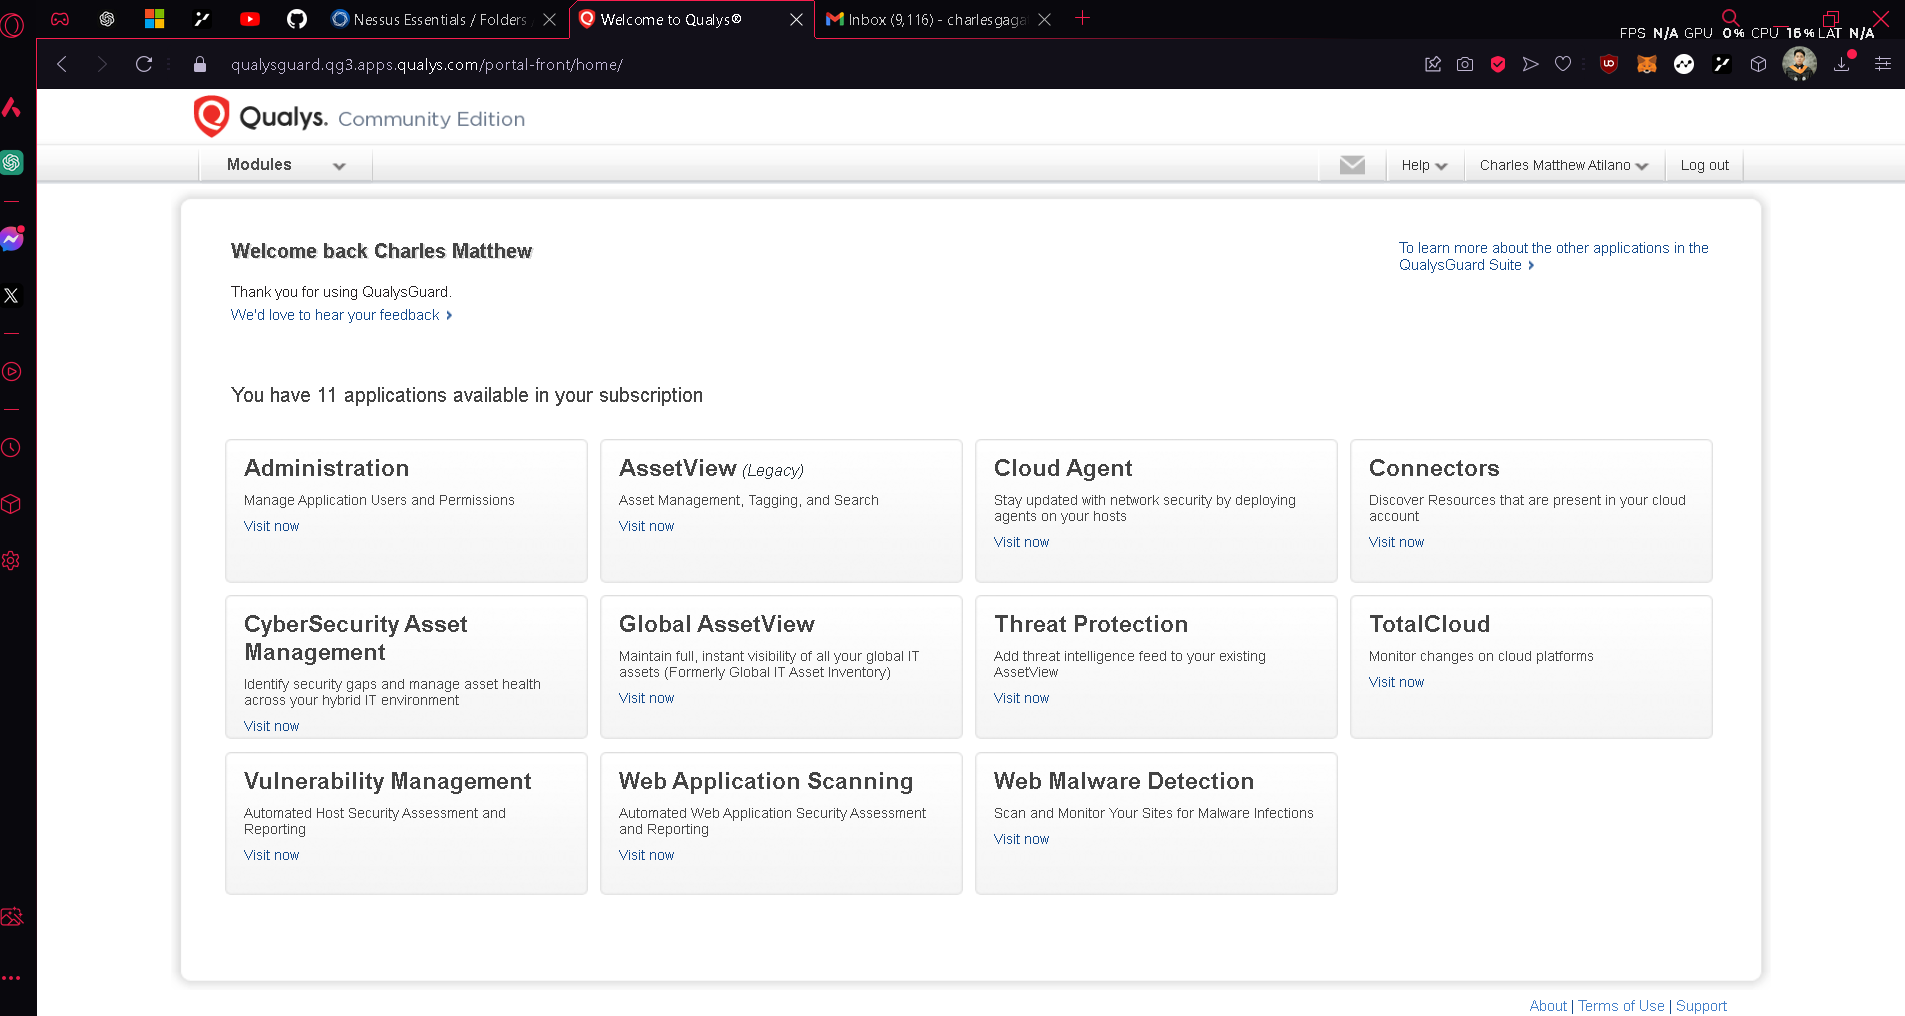 Nessus Essentials / Folders
Welcome to Qualys®
Inbox (9,116) - charlesgaga
FPS N/A GPU 0% CPU 16% LAT N/A
qualysguard.qg3.apps.qualys.com/portal-front/home/
Qualys. Community Edition
Modules
Help
Charles Matthew Atilano
Log out
Welcome back Charles Matthew
To learn more about the other applications in the
QualysGuard Suite
Thank you for using QualysGuard.
We'd love to hear your feedback
You have 11 applications available in your subscription
Administration
Manage Application Users and Permissions
Visit now
AssetView (Legacy)
Asset Management, Tagging, and Search
Visit now
Cloud Agent
Stay updated with network security by deploying
agents on your hosts
Visit now
Connectors
Discover Resources that are present in your cloud
account
Visit now
CyberSecurity Asset
Management
Identify security gaps and manage asset health
across your hybrid IT environment
Visit now
Global AssetView
Maintain full, instant visibility of all your global IT
assets (Formerly Global IT Asset Inventory)
Visit now
Threat Protection
Add threat intelligence feed to your existing
AssetView
Visit now
TotalCloud
Monitor changes on cloud platforms
Visit now
Vulnerability Management
Automated Host Security Assessment and
Reporting
Visit now
Web Application Scanning
Automated Web Application Security Assessment
and Reporting
Visit now
Web Malware Detection
Scan and Monitor Your Sites for Malware Infections
Visit now
About | Terms of Use | Support